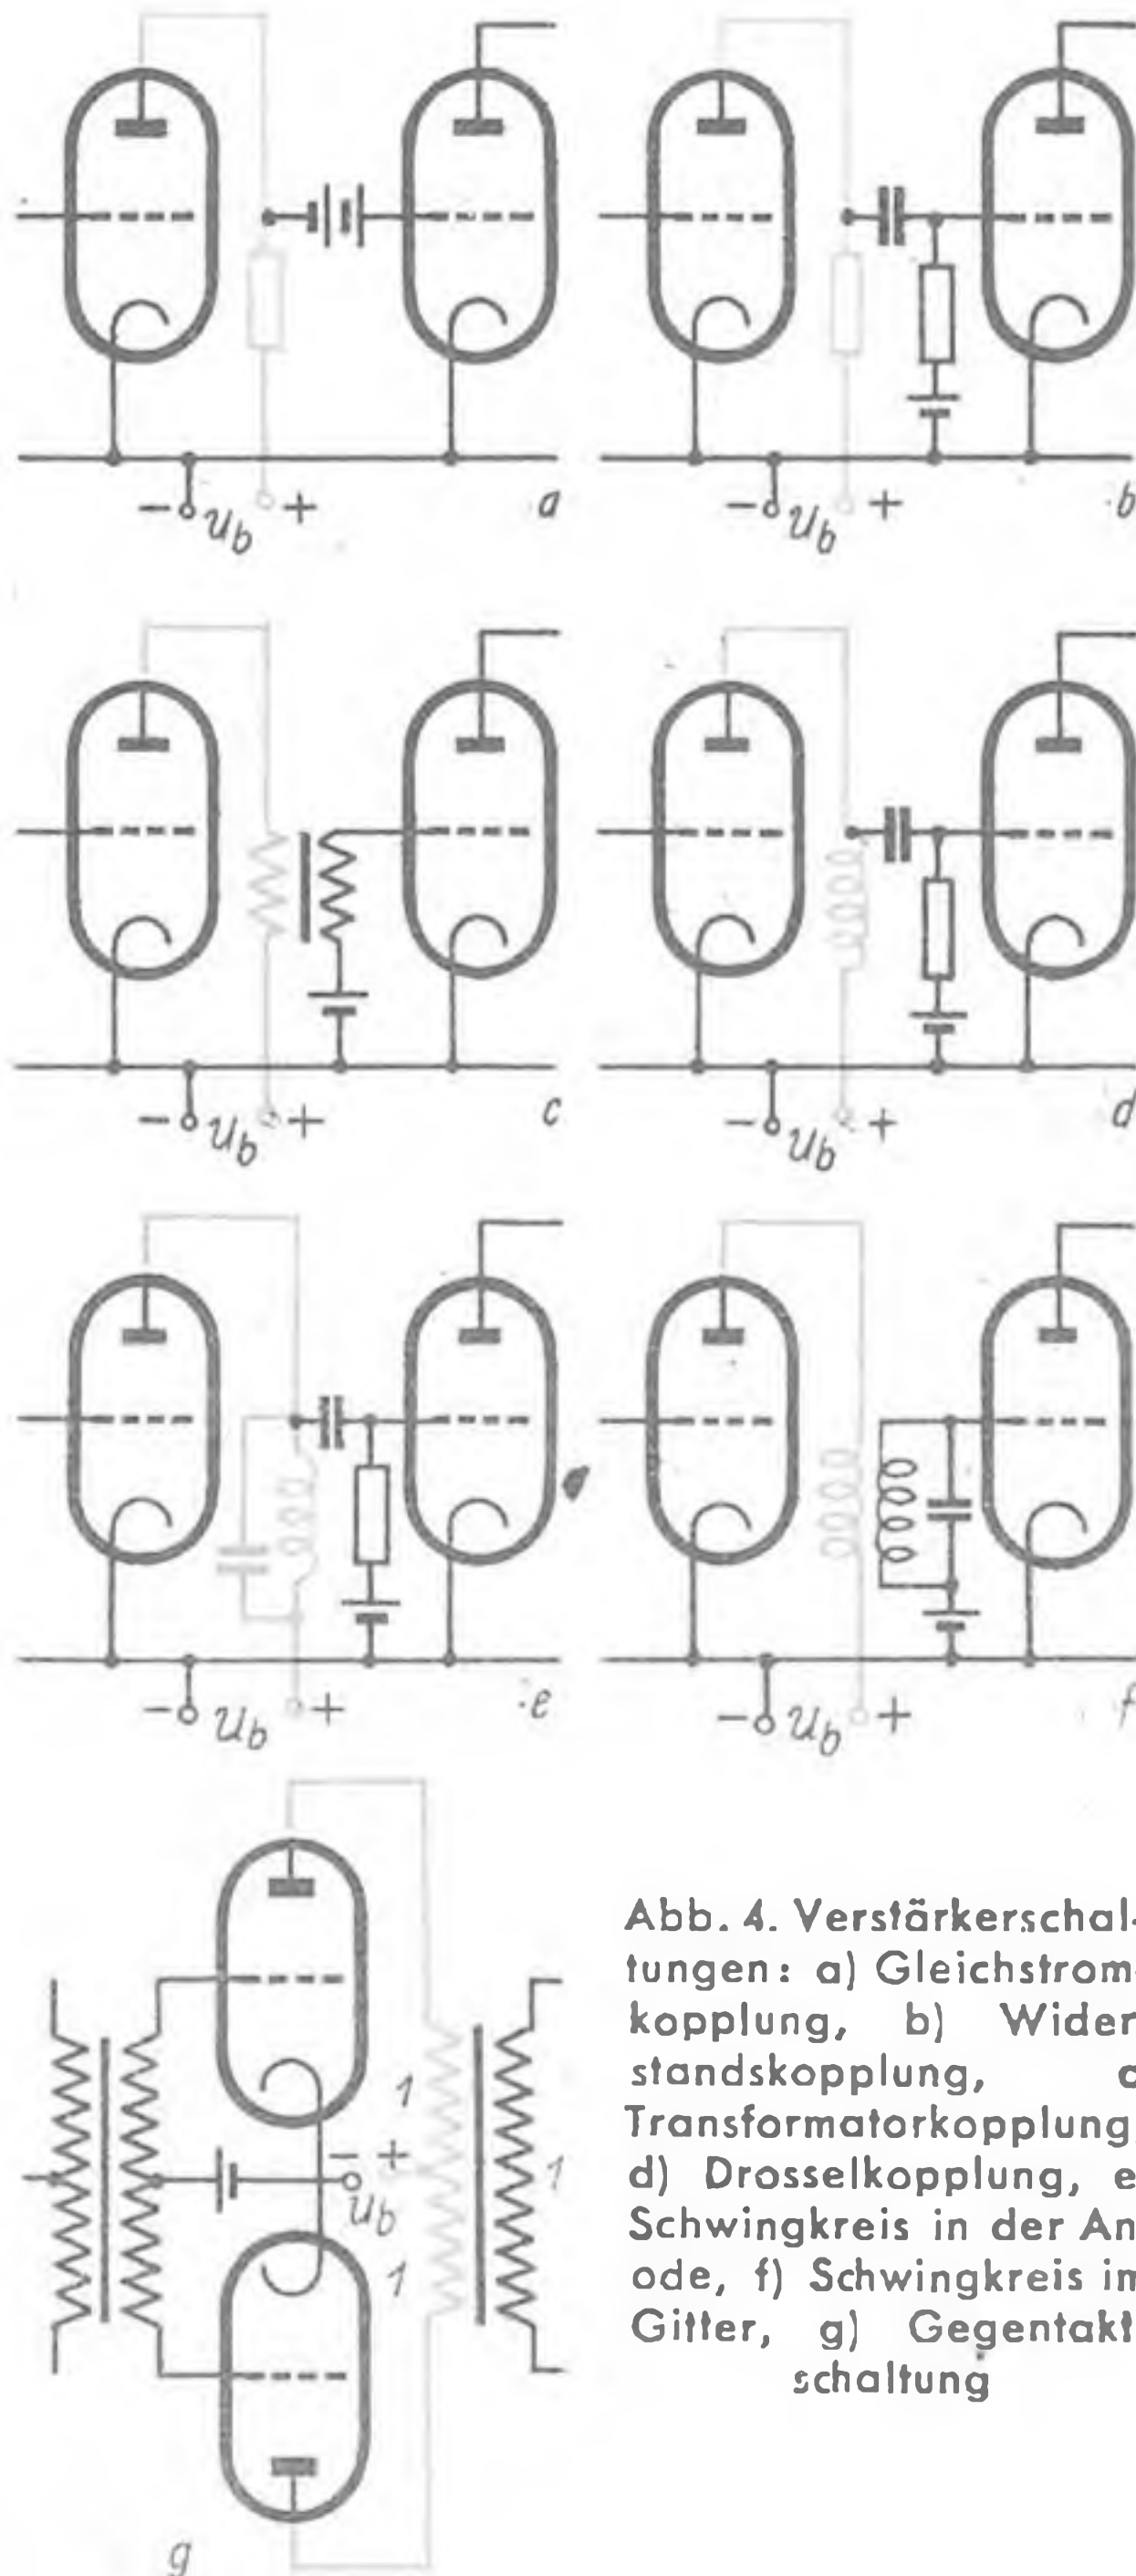 − u_b + a
− u_b + b
− u_b + c
− u_b + d
− u_b + e
− u_b + f
1
− +
1
u_b
1
g
Abb. 4. Verstärkerschal-
tungen: a) Gleichstrom-
kopplung, b) Wider
standskopplung, c
Transformatorkopplung,
d) Drosselkopplung, e
Schwingkreis in der An
ode, f) Schwingkreis im
Gitter, g) Gegentakt
schaltung